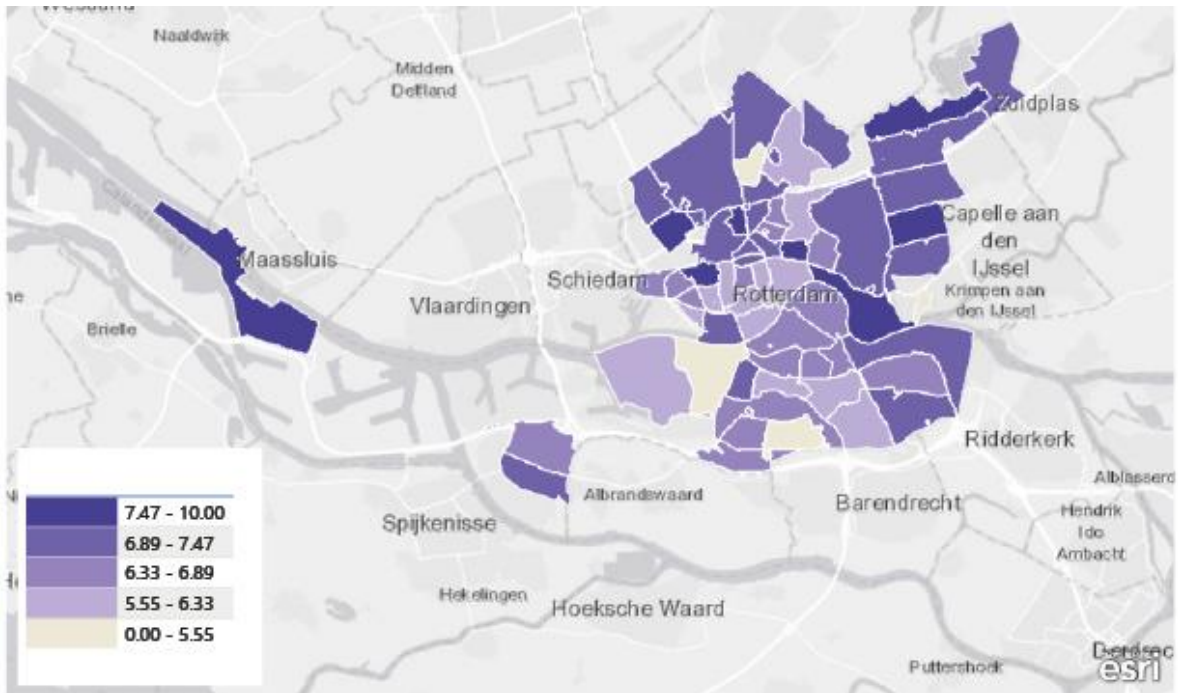 Naaldwijk
Midden
Delfland
Zuidplas
Capelle aan
den
IJssel
Krimpen aan
den IJssel
Maassluis
Schiedam
Rotterdam
Vlaardingen
Brielle
Ridderkerk
Albrandswaard
Barendrecht
Spijkenisse
Hendrik
Ido
Ambacht
Hekelingen
Hoeksche Waard
Puttershoek
esri
7.47 - 10.00
6.89 - 7.47
6.33 - 6.89
5.55 - 6.33
0.00 - 5.55